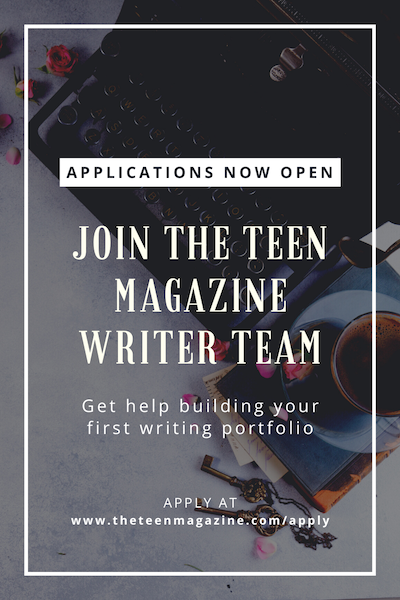 APPLICATIONS NOW OPEN
JOIN THE TEEN
MAGAZINE
WRITER TEAM
Get help building your
first writing portfolio
APPLY AT
www.theteenmagazine.com/apply